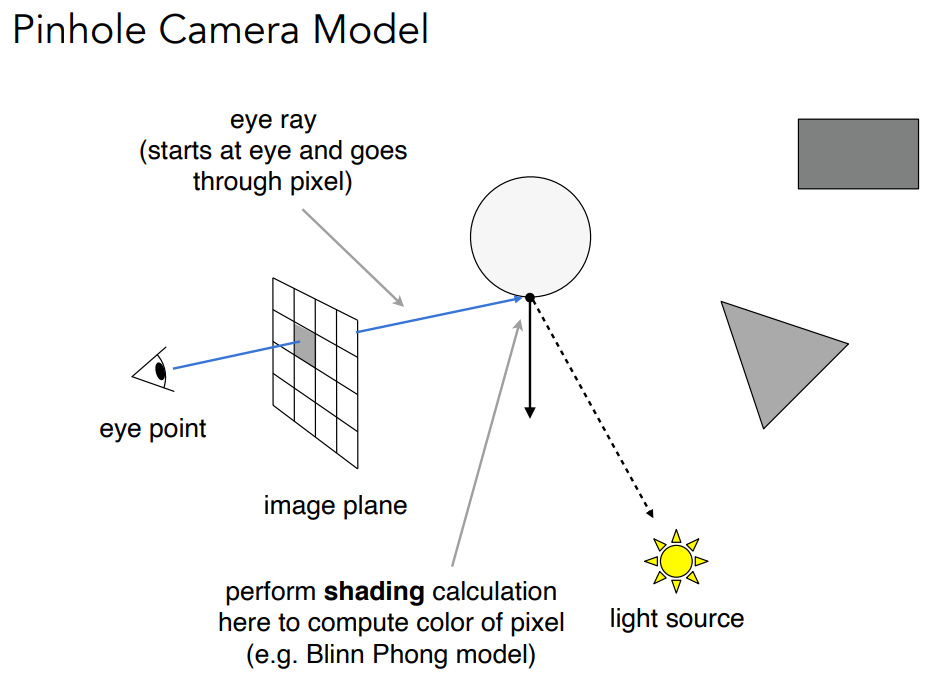 Pinhole Camera Model
eye ray
(starts at eye and goes
through pixel)
eye point
image plane
perform shading calculation
here to compute color of pixel
(e.g. Blinn Phong model)
light source